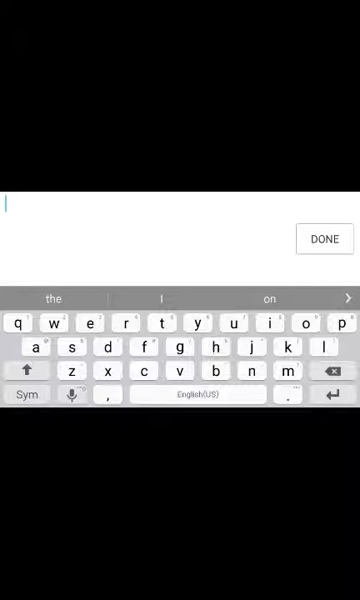 DONE
the I on
q w e r t y u i o p
a s d f g h j k l
z x c v b n m
Sym , English(US) .